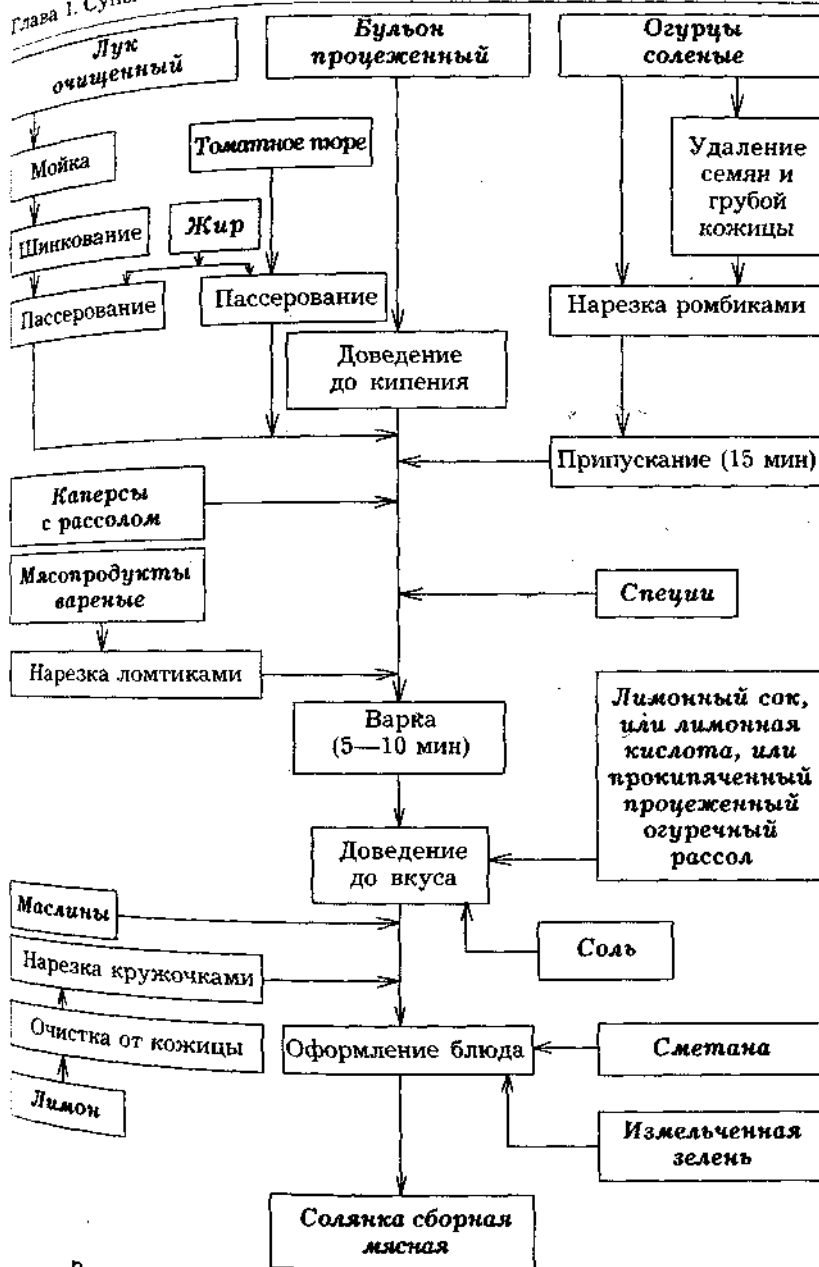 Глава 1.
Лук
очищенный
Бульон
процеженный
Огурцы
соленые
Мойка
Томатное пюре
Удаление
семян и
грубой
кожицы
Шинкование
Жир
Пассерование
Пассерование
Нарезка ромбиками
Доведение
до кипения
Припускание (15 мин)
Каперсы
с рассолом
Мясопродукты
вареные
Специи
Нарезка ломтиками
Варка
(5—10 мин)
Лимонный сок,
или лимонная
кислота, или
прокипяченный
процеженный
огуречный
рассол
Доведение
до вкуса
Маслины
Соль
Нарезка кружочками
Очистка от кожицы
Оформление блюда
Сметана
Лимон
Измельченная
зелень
Солянка сборная
мясная